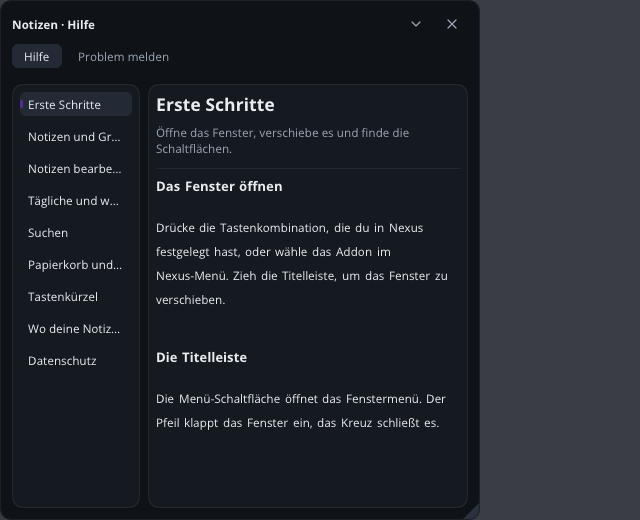 Notizen · Hilfe
Hilfe
Problem melden
Erste Schritte
Notizen und Gr...
Notizen bearbe...
Tägliche und w...
Suchen
Papierkorb und...
Tastenkürzel
Wo deine Notiz...
Datenschutz
Erste Schritte
Öffne das Fenster, verschiebe es und finde die
Schaltflächen.
Das Fenster öffnen
Drücke die Tastenkombination, die du in Nexus
festgelegt hast, oder wähle das Addon im
Nexus-Menü. Zieh die Titelleiste, um das Fenster zu
verschieben.
Die Titelleiste
Die Menü-Schaltfläche öffnet das Fenstermenü. Der
Pfeil klappt das Fenster ein, das Kreuz schließt es.